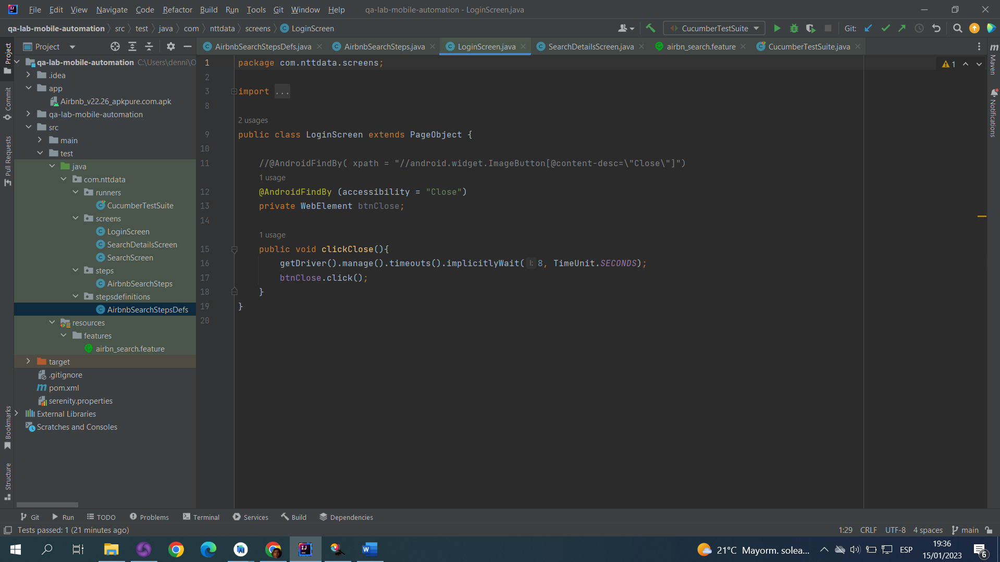 File Edit View Navigate Code Refactor Build Run Tools Git Window Help qa-lab-mobile-automation - LoginScreen.java
qa-lab-mobile-automation src test java com nttdata screens LoginScreen CucumberTestSuite Git:
Project
AirbnbSearchStepsDefs.java AirbnbSearchSteps.java LoginScreen.java SearchDetailsScreen.java airbn_search.feature CucumberTestSuite.java
qa-lab-mobile-automation C:\Users\denni\O
.idea
app
Airbnb_v22.26_apkpure.com.apk
qa-lab-mobile-automation
src
main
test
java
com.nttdata
runners
CucumberTestSuite
screens
LoginScreen
SearchDetailsScreen
SearchScreen
steps
AirbnbSearchSteps
stepsdefinitions
AirbnbSearchStepsDefs
resources
features
airbn_search.feature
target
.gitignore
pom.xml
serenity.properties
External Libraries
Scratches and Consoles
Project
Commit
Pull Requests
Bookmarks
Structure
1 package com.nttdata.screens;
2
3 import ...
8
2 usages
9 public class LoginScreen extends PageObject {
10
11 //@AndroidFindBy( xpath = "//android.widget.ImageButton[@content-desc=\"Close\"]")
1 usage
12 @AndroidFindBy (accessibility = "Close")
13 private WebElement btnClose;
14
1 usage
15 public void clickClose(){
16 getDriver().manage().timeouts().implicitlyWait( l: 8, TimeUnit.SECONDS);
17 btnClose.click();
18 }
19 }
20
1
Maven
Notifications
Git Run TODO Problems Terminal Services Build Dependencies
Tests passed: 1 (21 minutes ago) 1:29 CRLF UTF-8 4 spaces main
21°C Mayorm. solea... ESP 19:36
15/01/2023 6